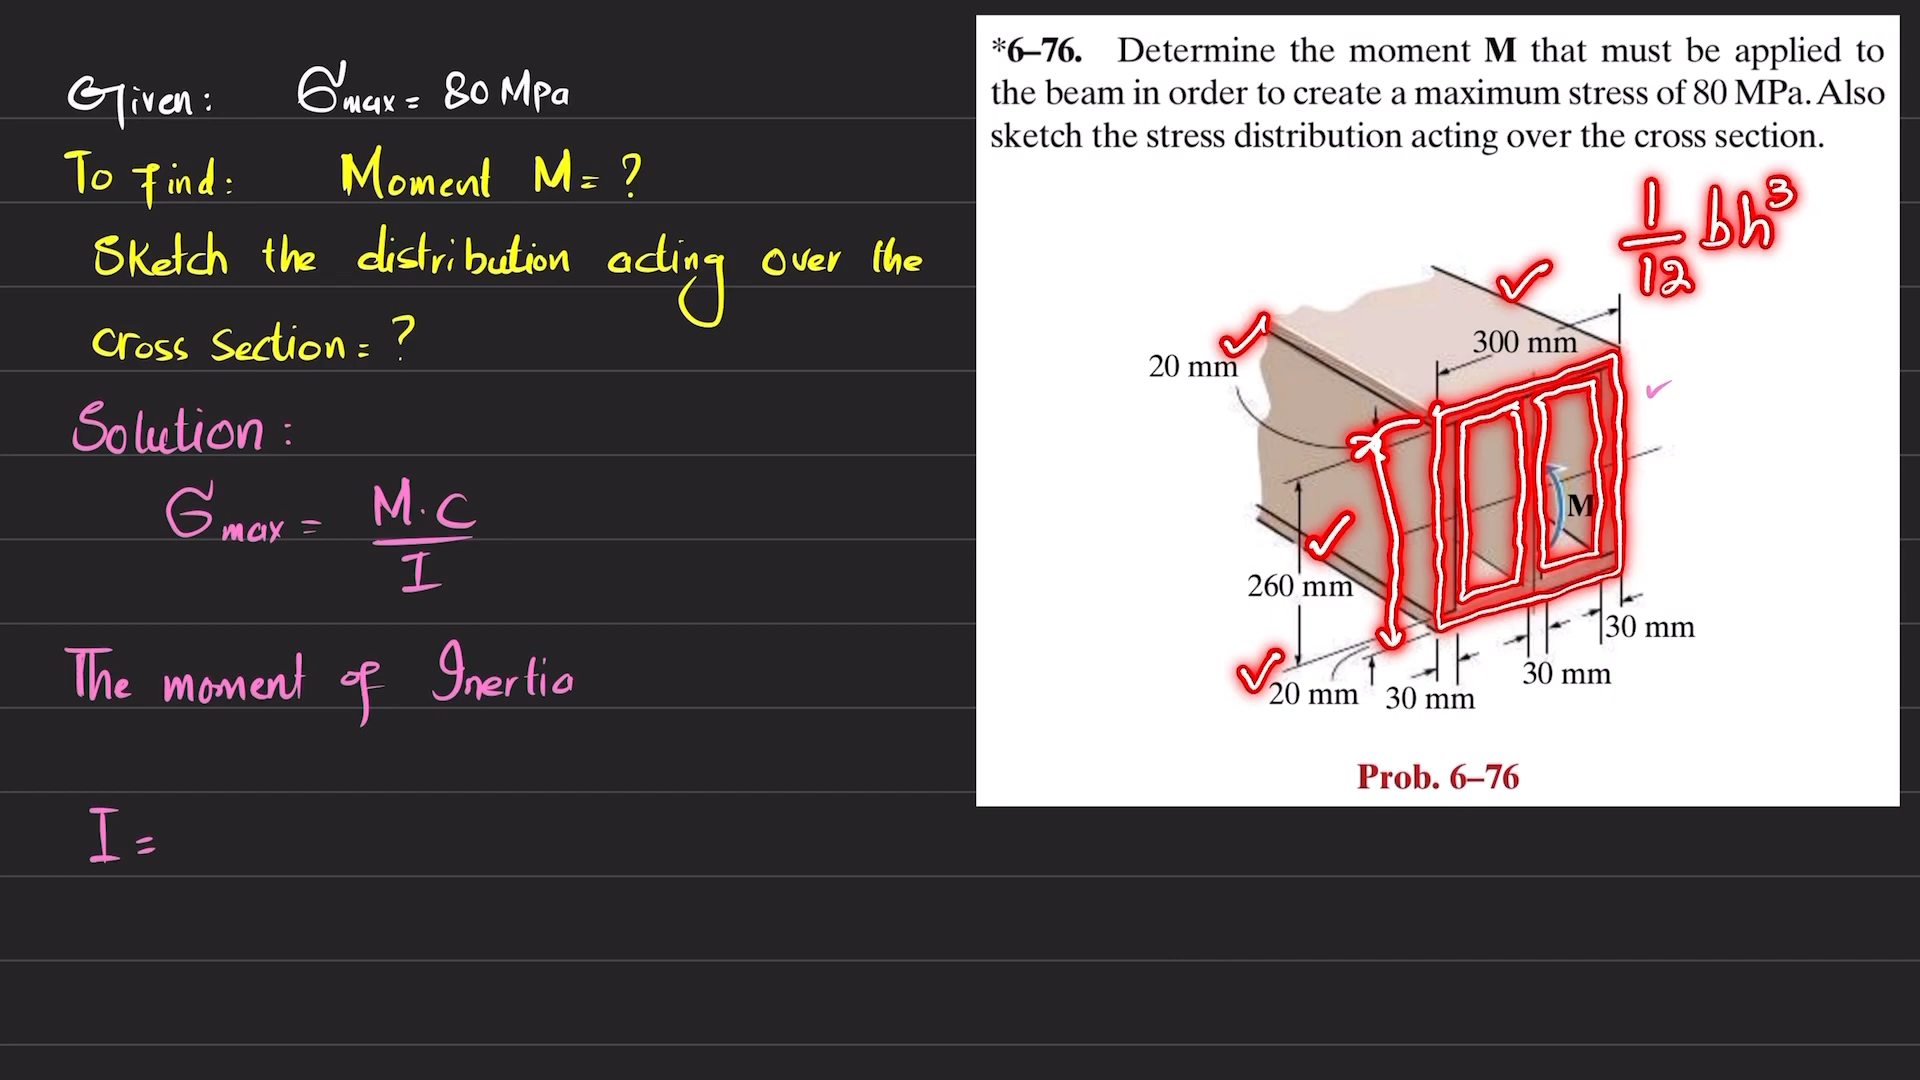 Given: σmax = 80 Mpa
To find: Moment M = ?
Sketch the distribution acting over the
cross section = ?
Solution:
σmax = M.C / I
The moment of Inertia
I =
*6–76. Determine the moment M that must be applied to
the beam in order to create a maximum stress of 80 MPa. Also
sketch the stress distribution acting over the cross section.
1/12 bh³
300 mm
20 mm
M
260 mm
30 mm
30 mm
20 mm
30 mm
Prob. 6–76